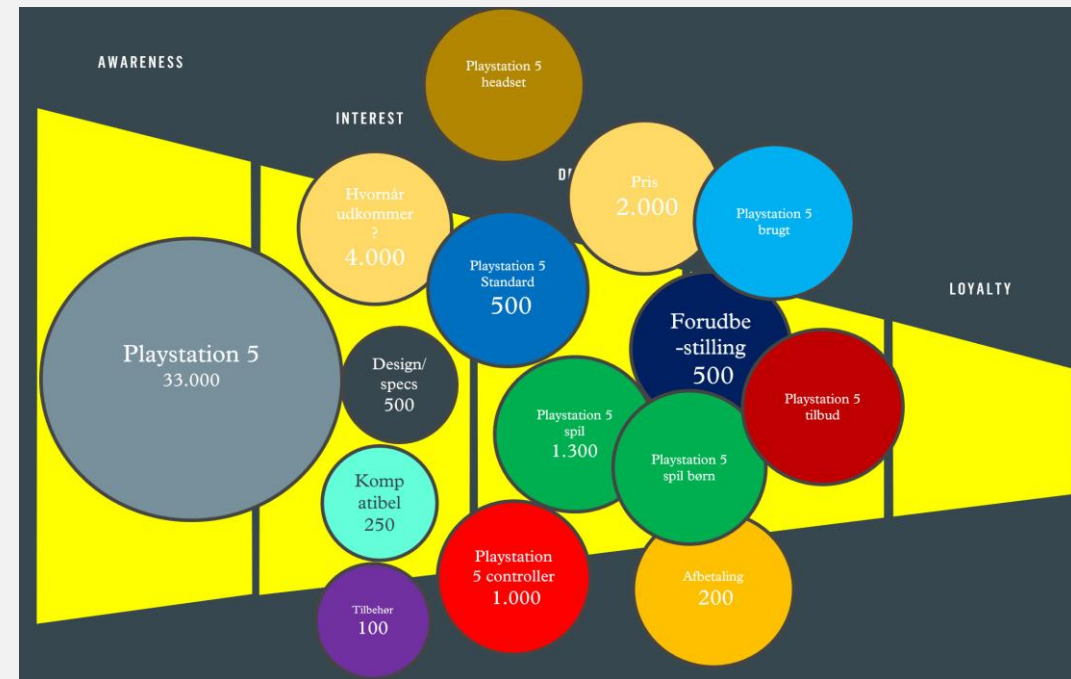 AWARENESS
INTEREST
LOYALTY
Playstation 5
headset
Hvornår
udkommer
?
4.000
Pris
2.000
Playstation 5
brugt
Playstation 5
Standard
500
Playstation 5
33.000
Design/
specs
500
Forudbe
-stilling
500
Playstation 5
tilbud
Playstation 5
spil
1.300
Playstation 5
spil børn
Komp
atibel
250
Playstation
5 controller
1.000
Afbetaling
200
Tilbehør
100